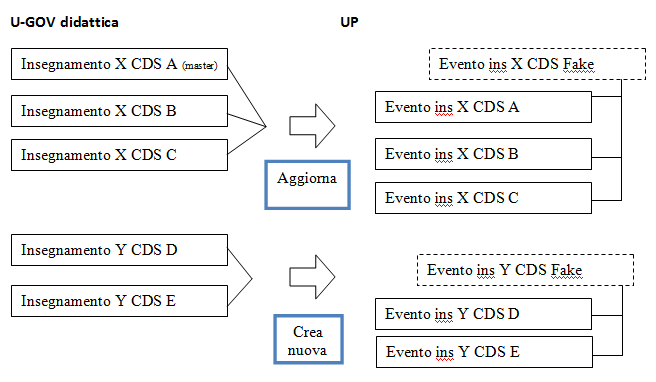 U-GOV didattica
UP
Insegnamento X CDS A (master)
Insegnamento X CDS B
Insegnamento X CDS C
Aggiorna
Evento ins X CDS Fake
Evento ins X CDS A
Evento ins X CDS B
Evento ins X CDS C
Insegnamento Y CDS D
Insegnamento Y CDS E
Crea
nuova
Evento ins Y CDS Fake
Evento ins Y CDS D
Evento ins Y CDS E